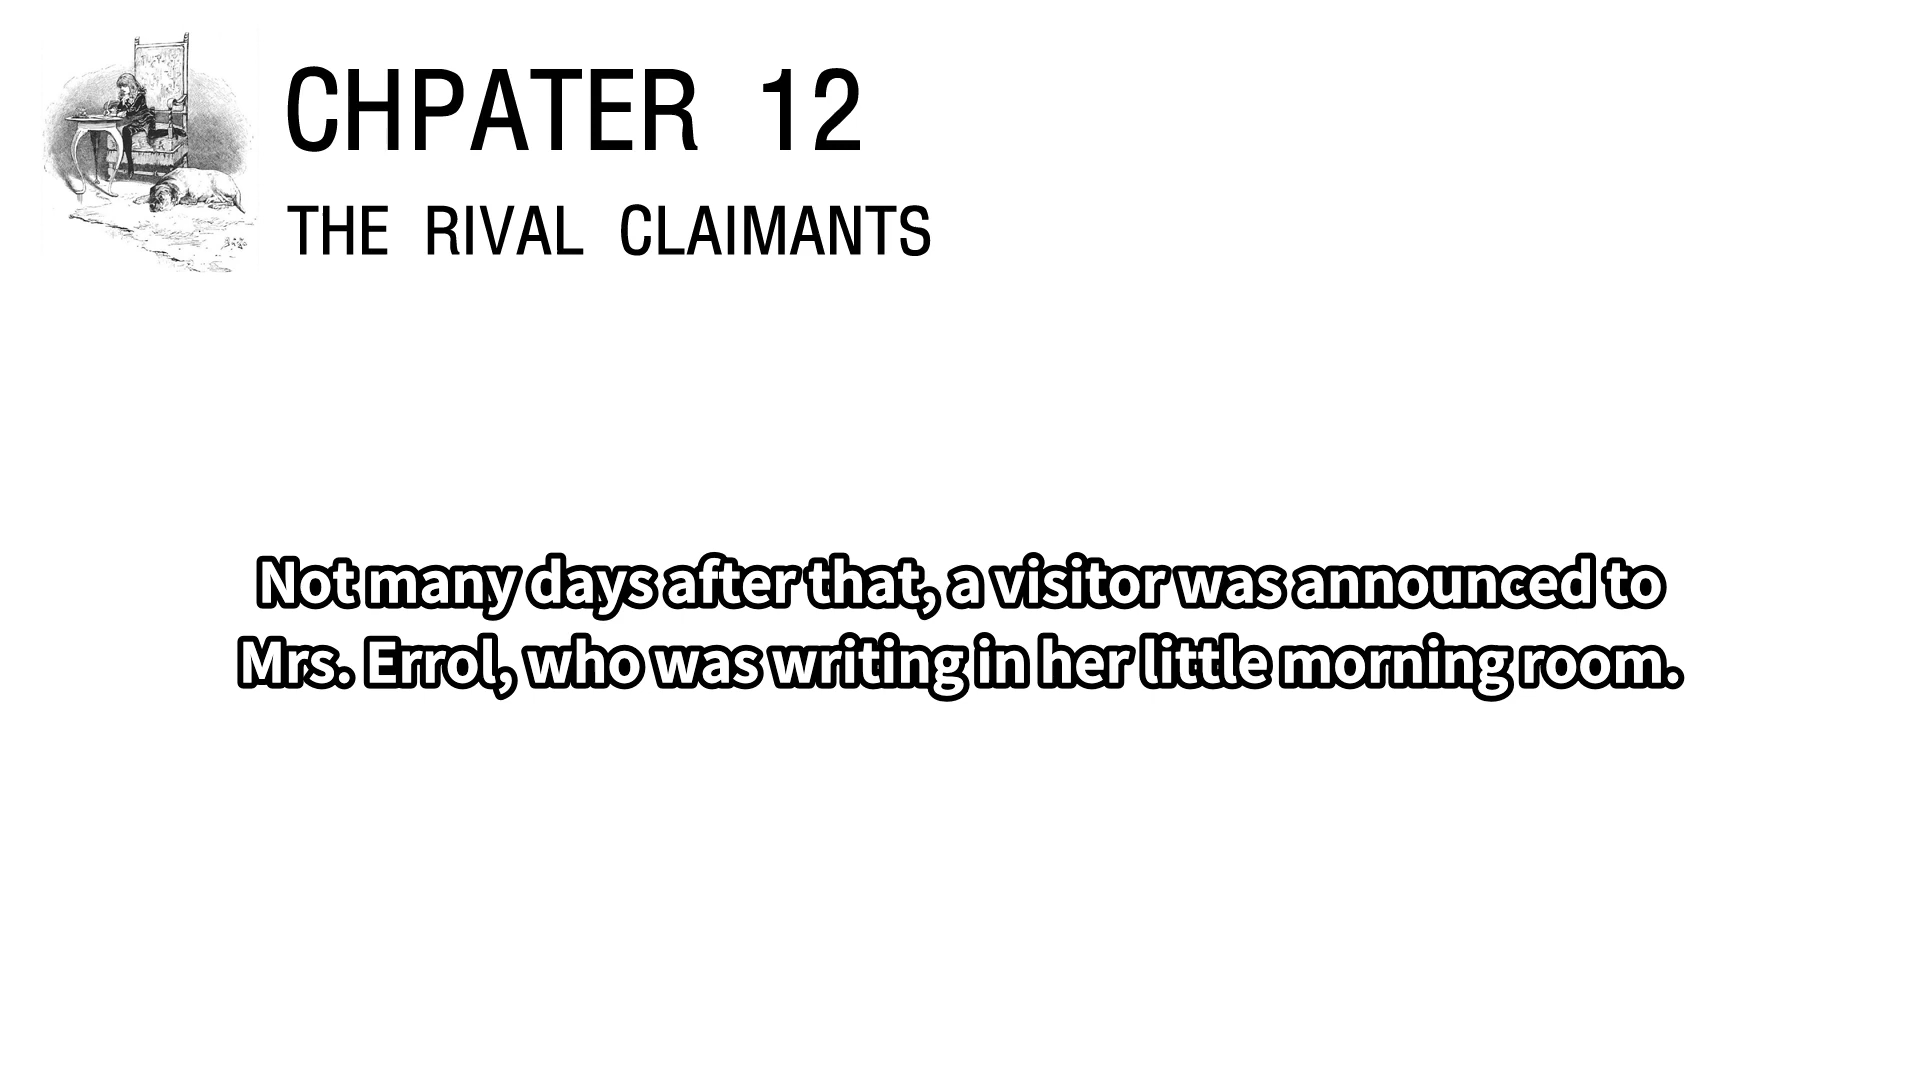 CHPATER 12
THE RIVAL CLAIMANTS
Not many days after that, a visitor was announced to
Mrs. Errol, who was writing in her little morning room.